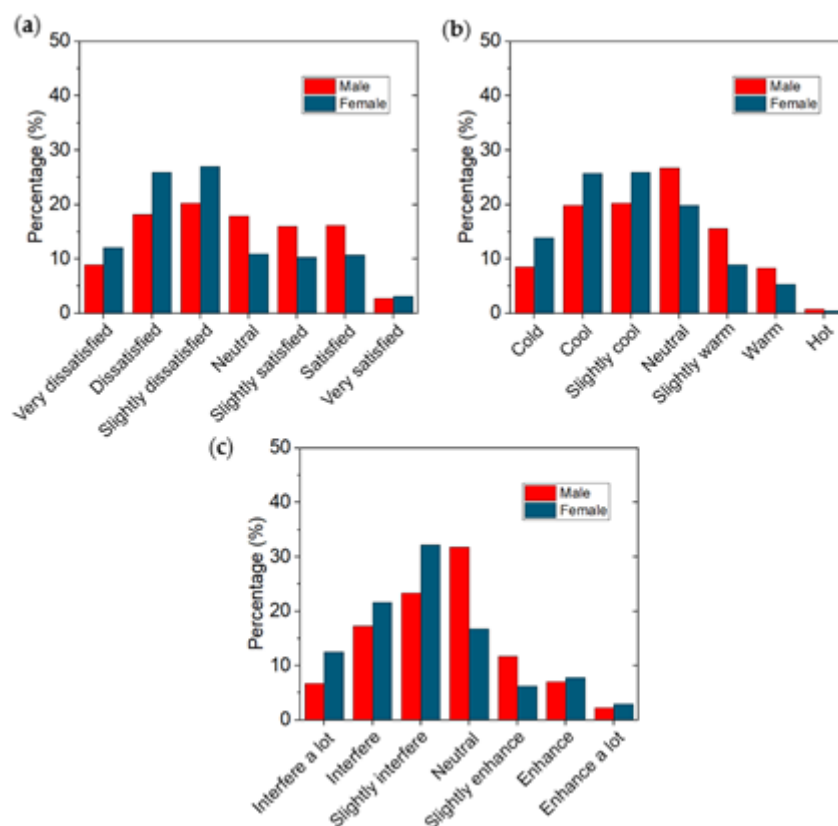 (a)
50
40
30
20
10
0
Percentage (%)
Male
Female
Very dissatisfied
Dissatisfied
Slightly dissatisfied
Neutral
Slightly satisfied
Satisfied
Very satisfied
(b)
50
40
30
20
10
0
Percentage (%)
Male
Female
Cold
Cool
Slightly cool
Neutral
Slightly warm
Warm
Hot
(c)
50
40
30
20
10
0
Percentage (%)
Male
Female
Interfere a lot
Interfere
Slightly interfere
Neutral
Slightly enhance
Enhance
Enhance a lot